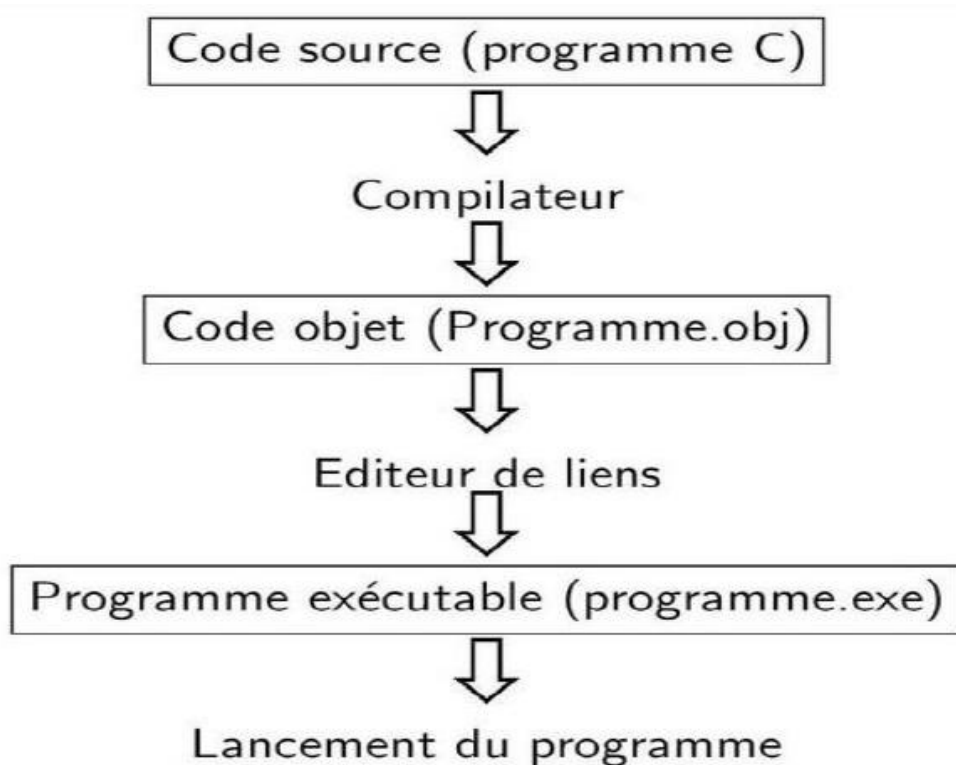 Code source (programme C)
Compilateur
Code objet (Programme.obj)
Editeur de liens
Programme exécutable (programme.exe)
Lancement du programme